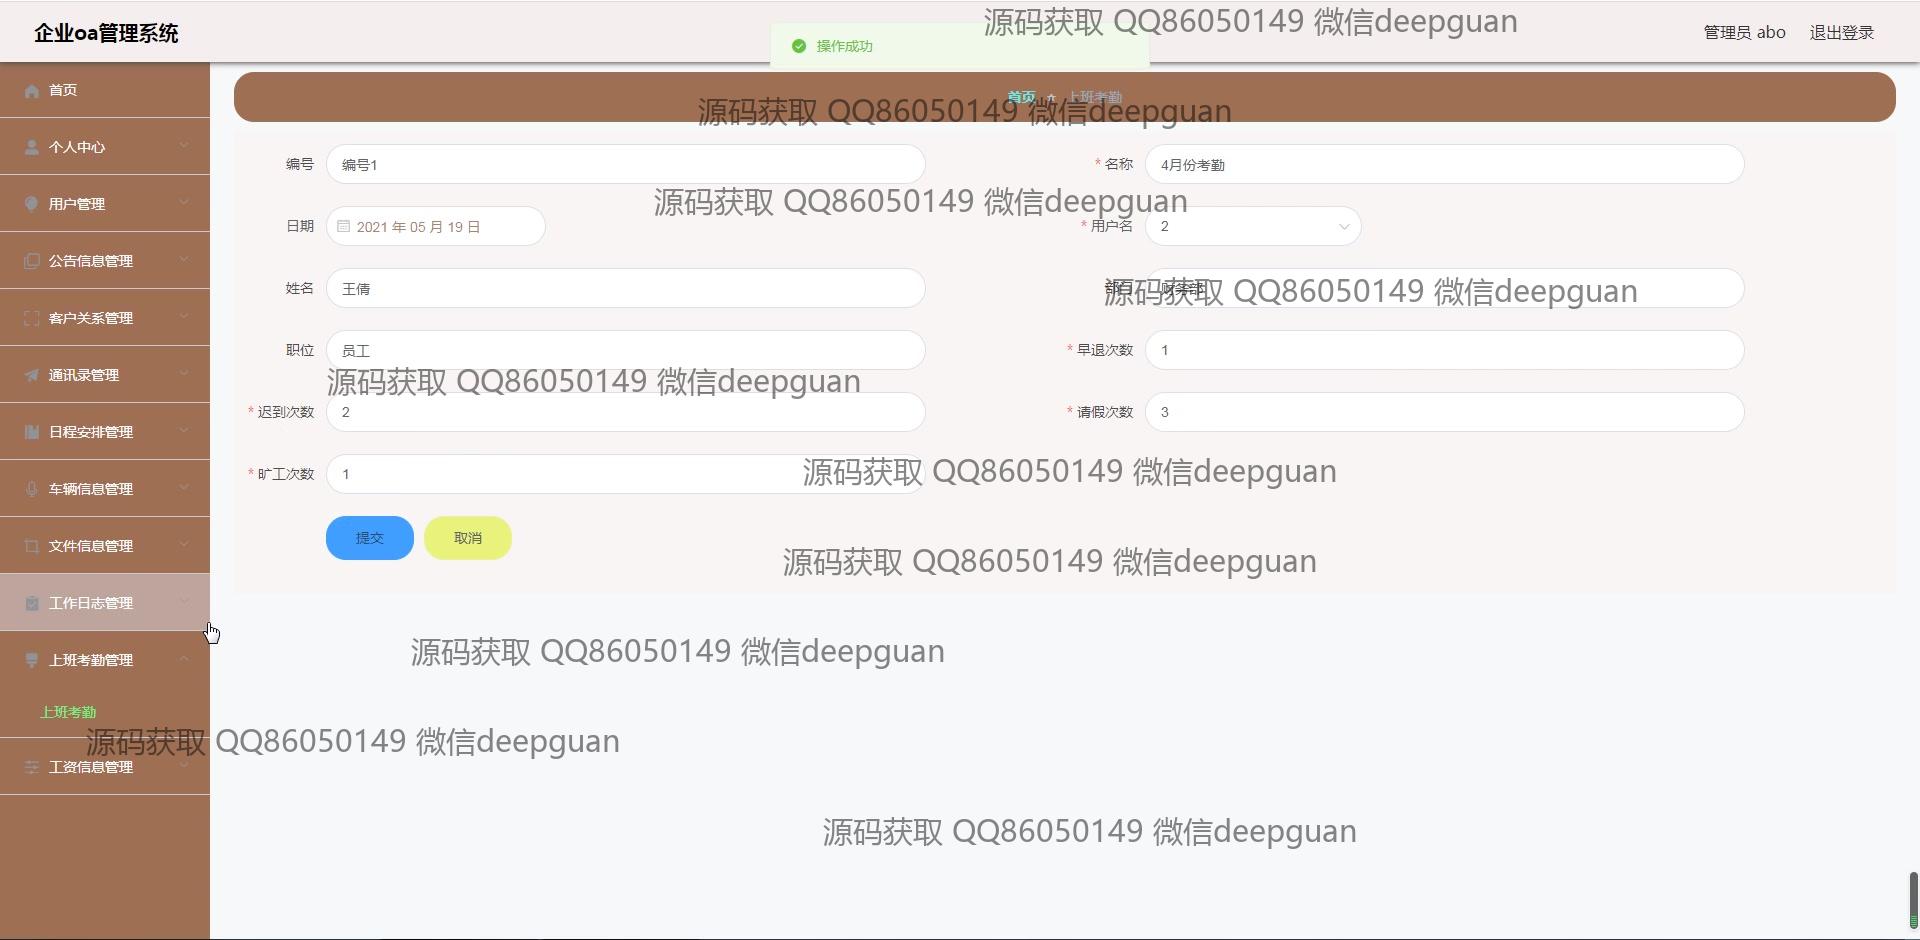 企业oa管理系统
操作成功
源码获取 QQ86050149 微信deepguan
管理员 abo
退出登录
首页
个人中心
用户管理
公告信息管理
客户关系管理
通讯录管理
日程安排管理
车辆信息管理
文件信息管理
工作日志管理
上班考勤管理
上班考勤
工资信息管理
首页 ☆ 上班考勤
源码获取 QQ86050149 微信deepguan
编号 编号1
* 名称 4月份考勤
源码获取 QQ86050149 微信deepguan
日期 2021 年 05 月 19 日
* 用户名 2
姓名 王倩
源码获取 QQ86050149 微信deepguan
职位 员工
* 早退次数 1
源码获取 QQ86050149 微信deepguan
* 迟到次数 2
* 请假次数 3
* 旷工次数 1
源码获取 QQ86050149 微信deepguan
提交 取消
源码获取 QQ86050149 微信deepguan
源码获取 QQ86050149 微信deepguan
源码获取 QQ86050149 微信deepguan
源码获取 QQ86050149 微信deepguan